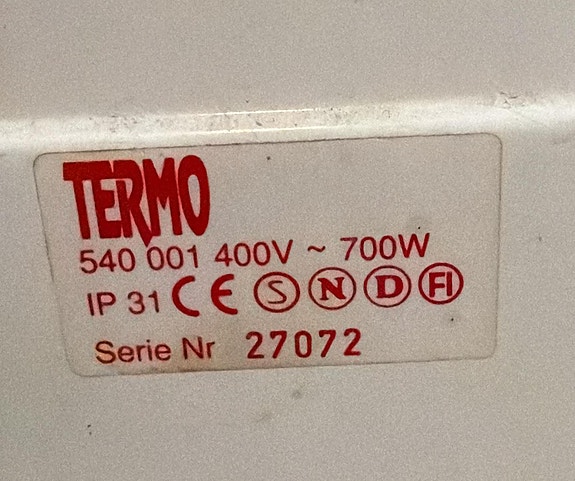 TERMO
540 001 400V ~ 700W
IP 31 CE S N D FI
Serie Nr 27072